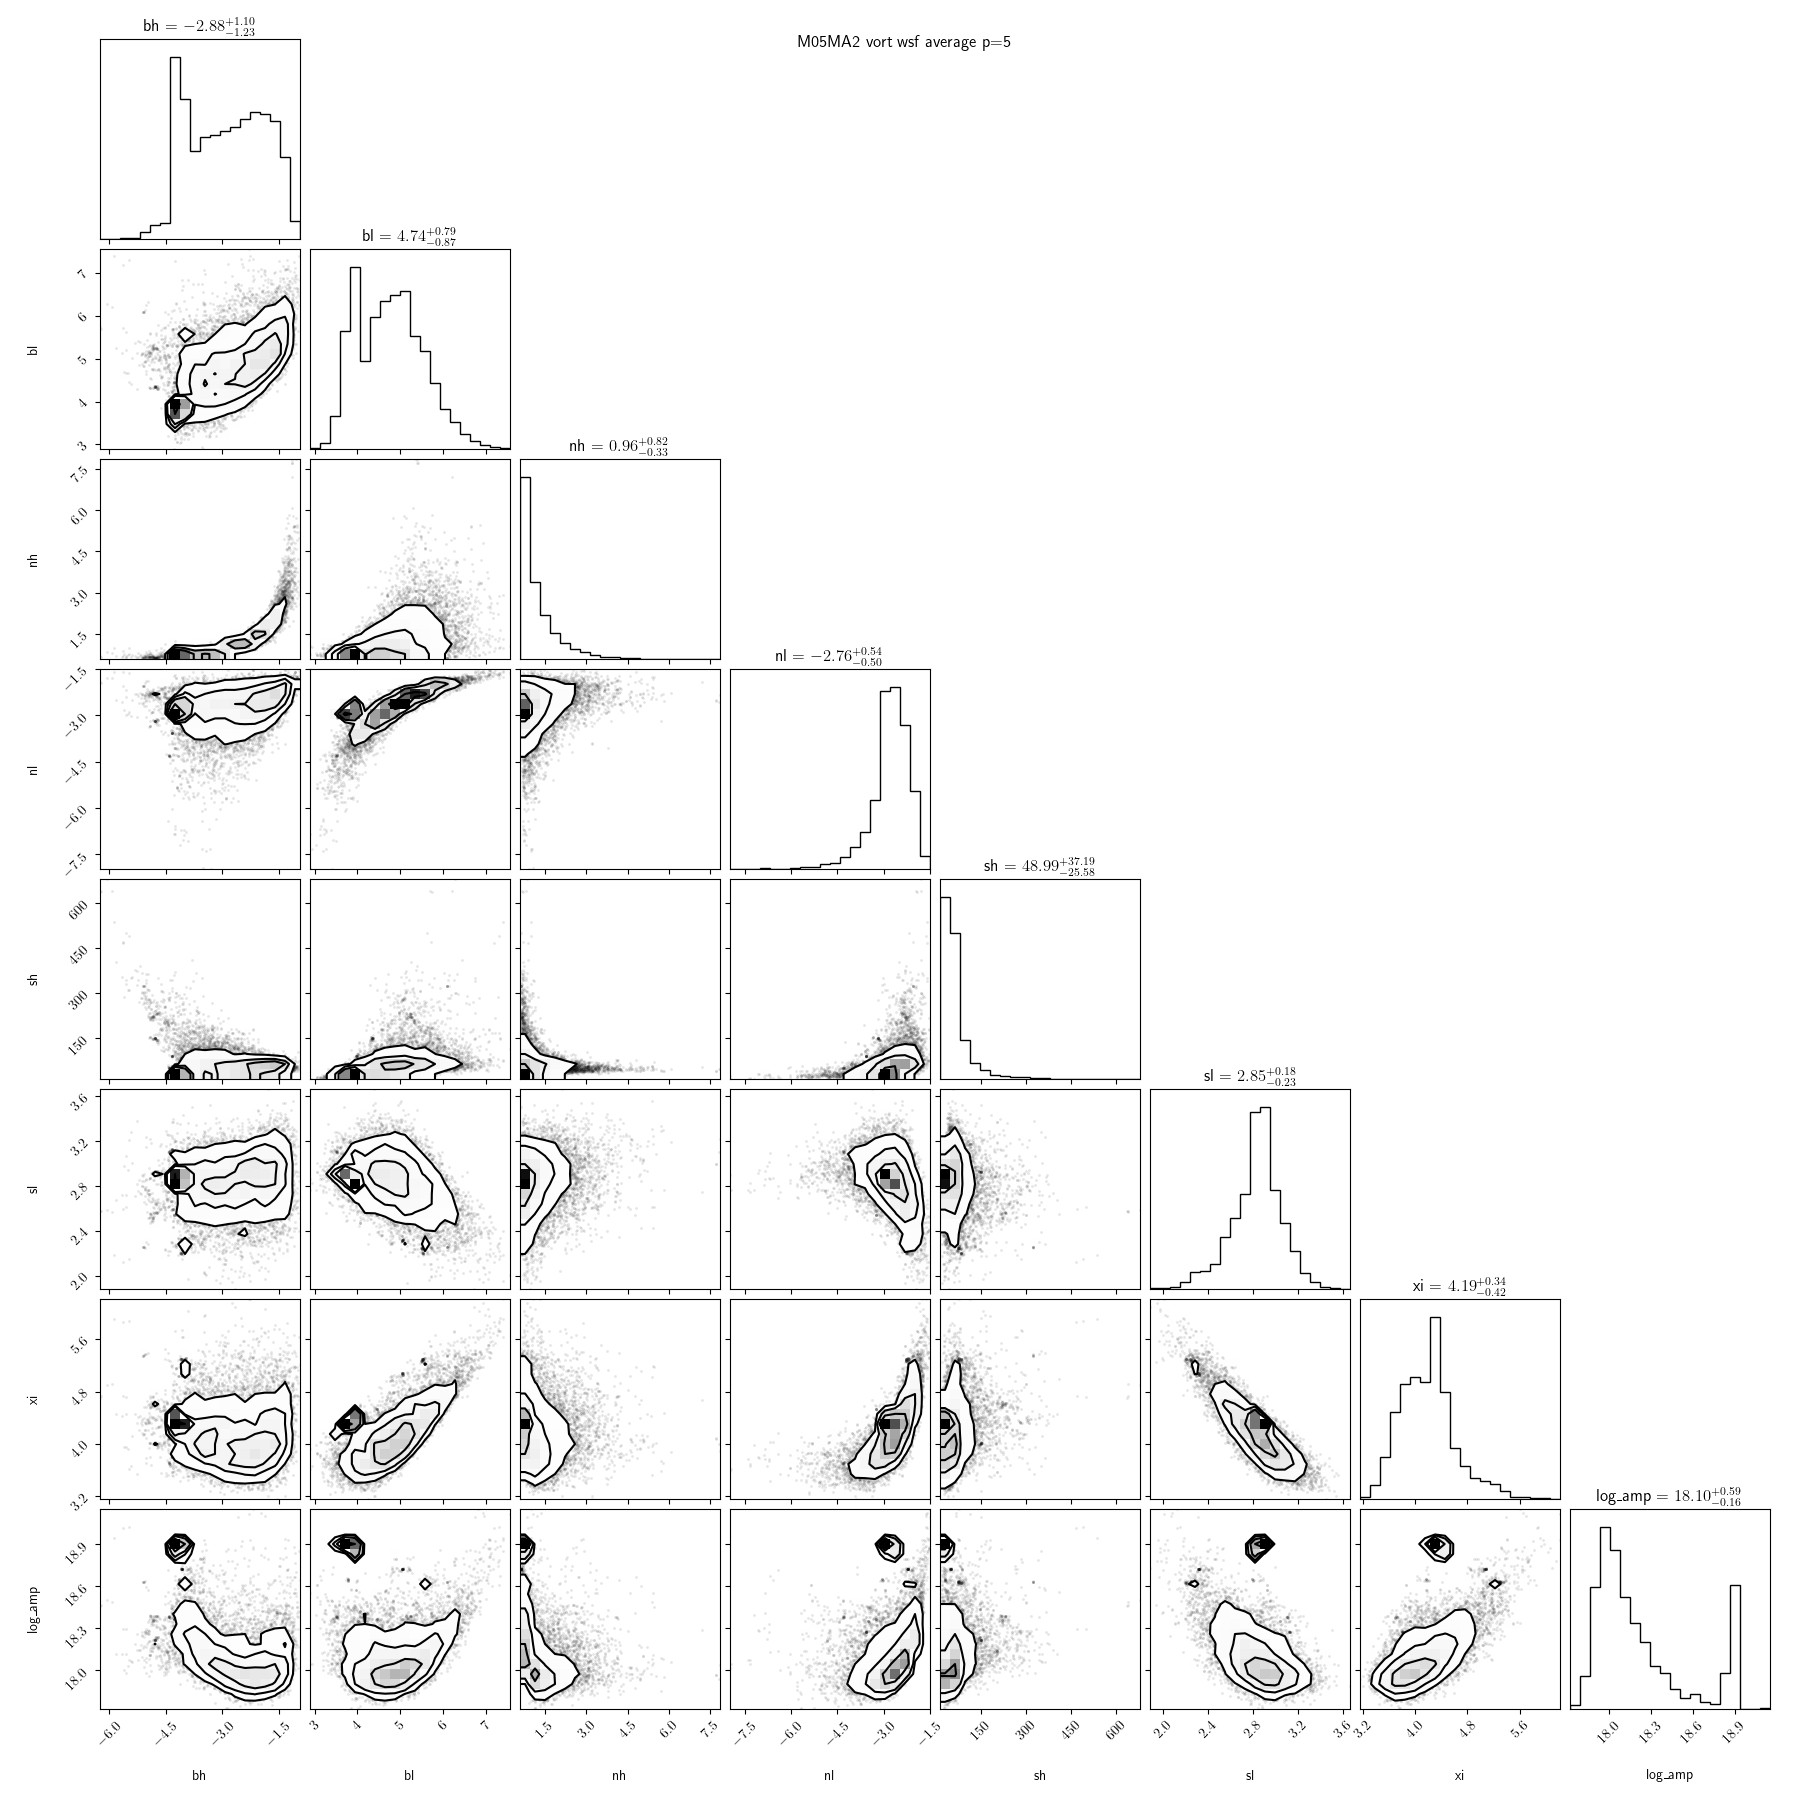 M05MA2 vort wsf average p=5
bh = −2.88+1.10−1.23
bl = 4.74+0.79−0.87
bl
7
6
5
4
3
nh = 0.96+0.82−0.33
nh
7.5
6.0
4.5
3.0
1.5
nl = −2.76+0.54−0.50
nl
−1.5
−3.0
−4.5
−6.0
−7.5
sh = 48.99+37.19−25.58
sh
600
450
300
150
sl = 2.85+0.18−0.23
sl
3.6
3.2
2.8
2.4
2.0
xi = 4.19+0.34−0.42
xi
5.6
4.8
4.0
3.2
log_amp = 18.10+0.59−0.16
log_amp
18.9
18.6
18.3
18.0
−6.0 −4.5 −3.0 −1.5 3 4 5 6 7 1.5 3.0 4.5 6.0 7.5 −7.5 −6.0 −4.5 −3.0 −1.5 150 300 450 600 2.0 2.4 2.8 3.2 3.6 3.2 4.0 4.8 5.6 18.0 18.3 18.6 18.9
bh bl nh nl sh sl xi log_amp